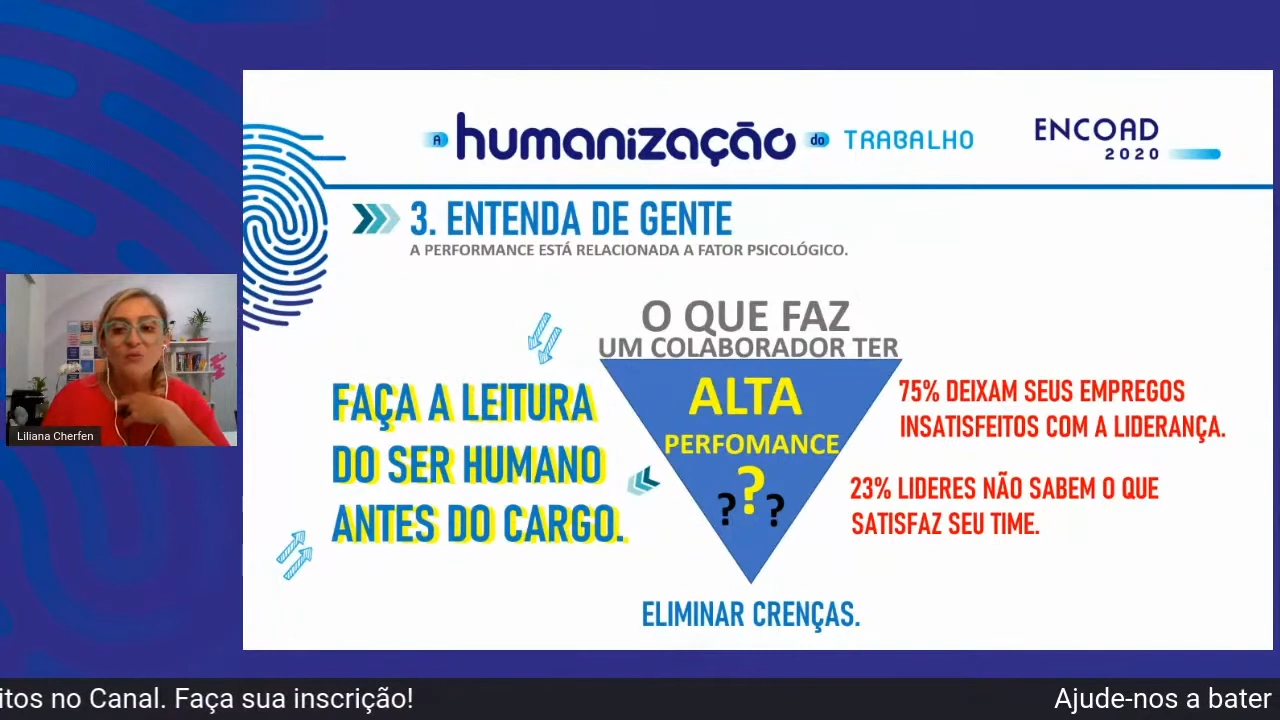 A humanização do TRABALHO
ENCOAD
2020
3. ENTENDA DE GENTE
A PERFORMANCE ESTÁ RELACIONADA A FATOR PSICOLÓGICO.
O QUE FAZ
UM COLABORADOR TER
ALTA
PERFOMANCE
?
? ?
FAÇA A LEITURA
DO SER HUMANO
ANTES DO CARGO.
75% DEIXAM SEUS EMPREGOS
INSATISFEITOS COM A LIDERANÇA.
23% LIDERES NÃO SABEM O QUE
SATISFAZ SEU TIME.
ELIMINAR CRENÇAS.
Liliana Cherfen
itos no Canal. Faça sua inscrição!
Ajude-nos a bater